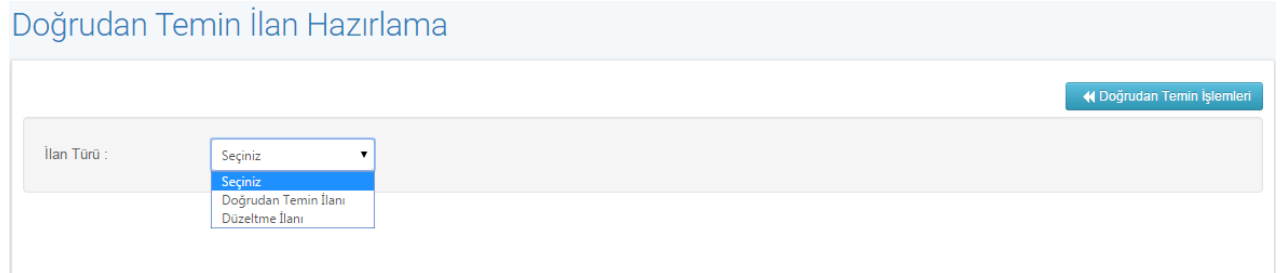 Doğrudan Temin İlan Hazırlama
Doğrudan Temin İşlemleri
İlan Türü :
Seçiniz
Seçiniz
Doğrudan Temin İlanı
Düzeltme İlanı